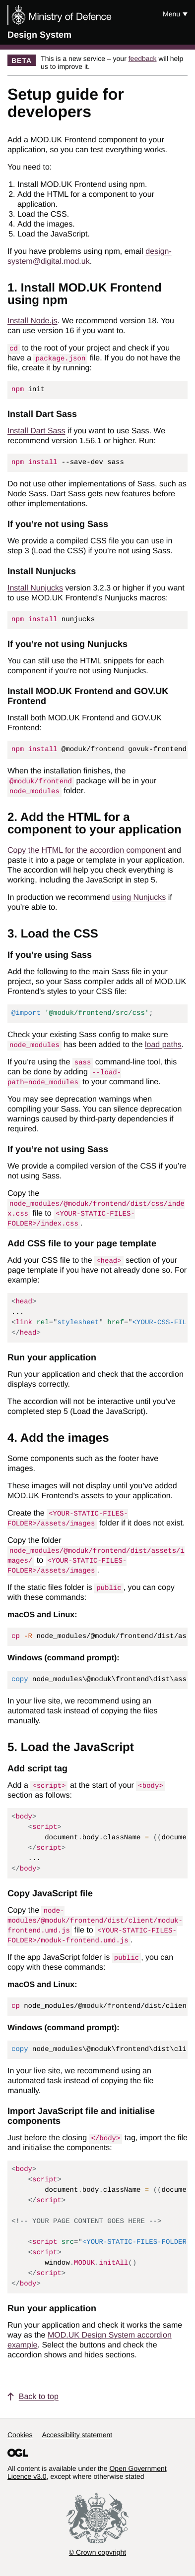 Ministry of Defence
Menu
Design System
BETA
This is a new service – your feedback will help
us to improve it.
Setup guide for
developers
Add a MOD.UK Frontend component to your
application, so you can test everything works.
You need to:
1. Install MOD.UK Frontend using npm.
2. Add the HTML for a component to your
application.
3. Load the CSS.
4. Add the images.
5. Load the JavaScript.
If you have problems using npm, email design-
system@digital.mod.uk.
1. Install MOD.UK Frontend
using npm
Install Node.js. We recommend version 18. You
can use version 16 if you want to.
cd to the root of your project and check if you
have a package.json file. If you do not have the
file, create it by running:
npm init
Install Dart Sass
Install Dart Sass if you want to use Sass. We
recommend version 1.56.1 or higher. Run:
npm install --save-dev sass
Do not use other implementations of Sass, such as
Node Sass. Dart Sass gets new features before
other implementations.
If you're not using Sass
We provide a compiled CSS file you can use in
step 3 (Load the CSS) if you're not using Sass.
Install Nunjucks
Install Nunjucks version 3.2.3 or higher if you want
to use MOD.UK Frontend's Nunjucks macros:
npm install nunjucks
If you're not using Nunjucks
You can still use the HTML snippets for each
component if you're not using Nunjucks.
Install MOD.UK Frontend and GOV.UK
Frontend
Install both MOD.UK Frontend and GOV.UK
Frontend:
npm install @moduk/frontend govuk-frontend
When the installation finishes, the
@moduk/frontend package will be in your
node_modules folder.
2. Add the HTML for a
component to your application
Copy the HTML for the accordion component and
paste it into a page or template in your application.
The accordion will help you check everything is
working, including the JavaScript in step 5.
In production we recommend using Nunjucks if
you're able to.
3. Load the CSS
If you're using Sass
Add the following to the main Sass file in your
project, so your Sass compiler adds all of MOD.UK
Frontend's styles to your CSS file:
@import '@moduk/frontend/src/css';
Check your existing Sass config to make sure
node_modules has been added to the load paths.
If you're using the sass command-line tool, this
can be done by adding --load-
path=node_modules to your command line.
You may see deprecation warnings when
compiling your Sass. You can silence deprecation
warnings caused by third-party dependencies if
required.
If you're not using Sass
We provide a compiled version of the CSS if you're
not using Sass.
Copy the
node_modules/@moduk/frontend/dist/css/inde
x.css file to <YOUR-STATIC-FILES-
FOLDER>/index.css.
Add CSS file to your page template
Add your CSS file to the <head> section of your
page template if you have not already done so. For
example:
<head>
...
<link rel="stylesheet" href="<YOUR-CSS-FIL
</head>
Run your application
Run your application and check that the accordion
displays correctly.
The accordion will not be interactive until you've
completed step 5 (Load the JavaScript).
4. Add the images
Some components such as the footer have
images.
These images will not display until you've added
MOD.UK Frontend's assets to your application.
Create the <YOUR-STATIC-FILES-
FOLDER>/assets/images folder if it does not exist.
Copy the folder
node_modules/@moduk/frontend/dist/assets/i
mages/ to <YOUR-STATIC-FILES-
FOLDER>/assets/images.
If the static files folder is public, you can copy
with these commands:
macOS and Linux:
cp -R node_modules/@moduk/frontend/dist/as
Windows (command prompt):
copy node_modules\@moduk\frontend\dist\ass
In your live site, we recommend using an
automated task instead of copying the files
manually.
5. Load the JavaScript
Add script tag
Add a <script> at the start of your <body>
section as follows:
<body>
<script>
document.body.className = ((docume
</script>
...
</body>
Copy JavaScript file
Copy the node-
modules/@moduk/frontend/dist/client/moduk-
frontend.umd.js file to <YOUR-STATIC-FILES-
FOLDER>/moduk-frontend.umd.js.
If the app JavaScript folder is public, you can
copy with these commands:
macOS and Linux:
cp node_modules/@moduk/frontend/dist/clien
Windows (command prompt):
copy node_modules\@moduk\frontend\dist\cli
In your live site, we recommend using an
automated task instead of copying the file
manually.
Import JavaScript file and initialise
components
Just before the closing </body> tag, import the file
and initialise the components:
<body>
<script>
document.body.className = ((docume
</script>
<!-- YOUR PAGE CONTENT GOES HERE -->
<script src="<YOUR-STATIC-FILES-FOLDER
<script>
window.MODUK.initAll()
</script>
</body>
Run your application
Run your application and check it works the same
way as the MOD.UK Design System accordion
example. Select the buttons and check the
accordion shows and hides sections.
Back to top
Cookies Accessibility statement
OGL
All content is available under the Open Government
Licence v3.0, except where otherwise stated
© Crown copyright